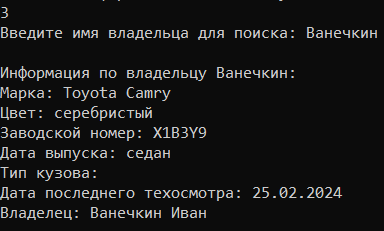 3
Введите имя владельца для поиска: Ванечкин
Информация по владельцу Ванечкин:
Марка: Toyota Camry
Цвет: серебристый
Заводской номер: X1B3Y9
Дата выпуска: седан
Тип кузова:
Дата последнего техосмотра: 25.02.2024
Владелец: Ванечкин Иван